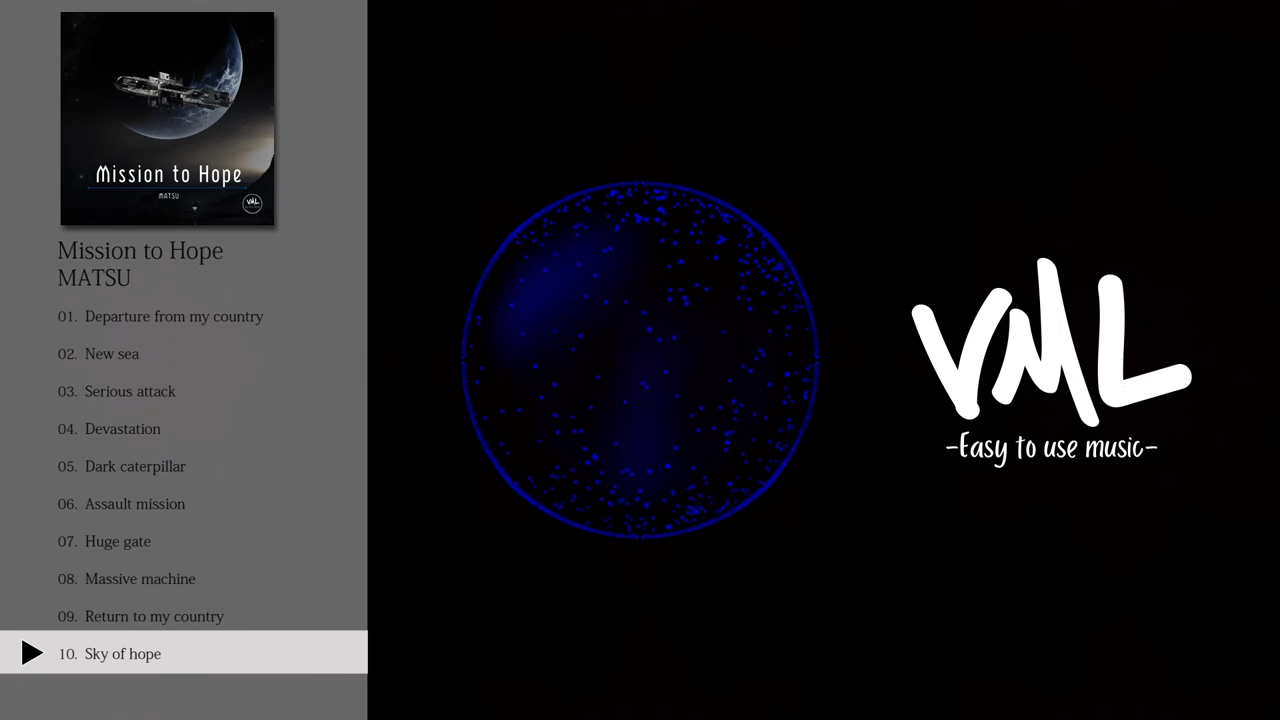 Mission to Hope
MATSU
VML
Mission to Hope
MATSU
01. Departure from my country
02. New sea
03. Serious attack
04. Devastation
05. Dark caterpillar
06. Assault mission
07. Huge gate
08. Massive machine
09. Return to my country
10. Sky of hope
VML
-Easy to use music-